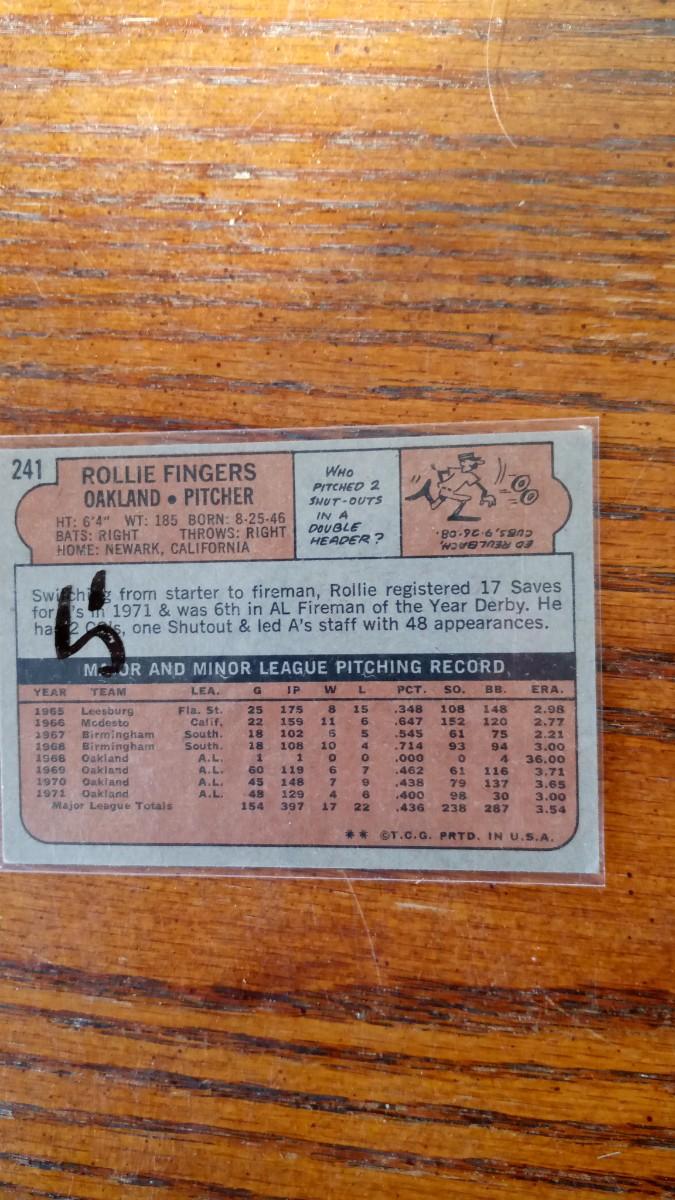 241
ROLLIE FINGERS
OAKLAND • PITCHER
HT: 6'4" WT: 185 BORN: 8-25-46
BATS: RIGHT THROWS: RIGHT
HOME: NEWARK, CALIFORNIA
WHO
PITCHED 2
SHUT-OUTS
IN A
DOUBLE
HEADER?
ED REULBACH,
CUBS, 9-26-08.
Switching from starter to fireman, Rollie registered 17 Saves
for A's in 1971 & was 6th in AL Fireman of the Year Derby. He
had 2 CG's, one Shutout & led A's staff with 48 appearances.
5-
MAJOR AND MINOR LEAGUE PITCHING RECORD
YEAR TEAM LEA. G IP W L PCT. SO. BB. ERA.
1965 Leesburg Fla. St. 25 175 8 15 .348 108 148 2.98
1966 Modesto Calif. 22 159 11 6 .647 152 120 2.77
1967 Birmingham South. 18 102 6 5 .545 61 75 2.21
1968 Birmingham South. 18 108 10 4 .714 93 94 3.00
1968 Oakland A.L. 1 1 0 0 .000 0 4 36.00
1969 Oakland A.L. 60 119 6 7 .462 61 116 3.71
1970 Oakland A.L. 45 148 7 9 .438 79 137 3.65
1971 Oakland A.L. 48 129 4 6 .400 98 30 3.00
Major League Totals 154 397 17 22 .436 238 287 3.54
** ©T.C.G. PRTD. IN U.S.A.